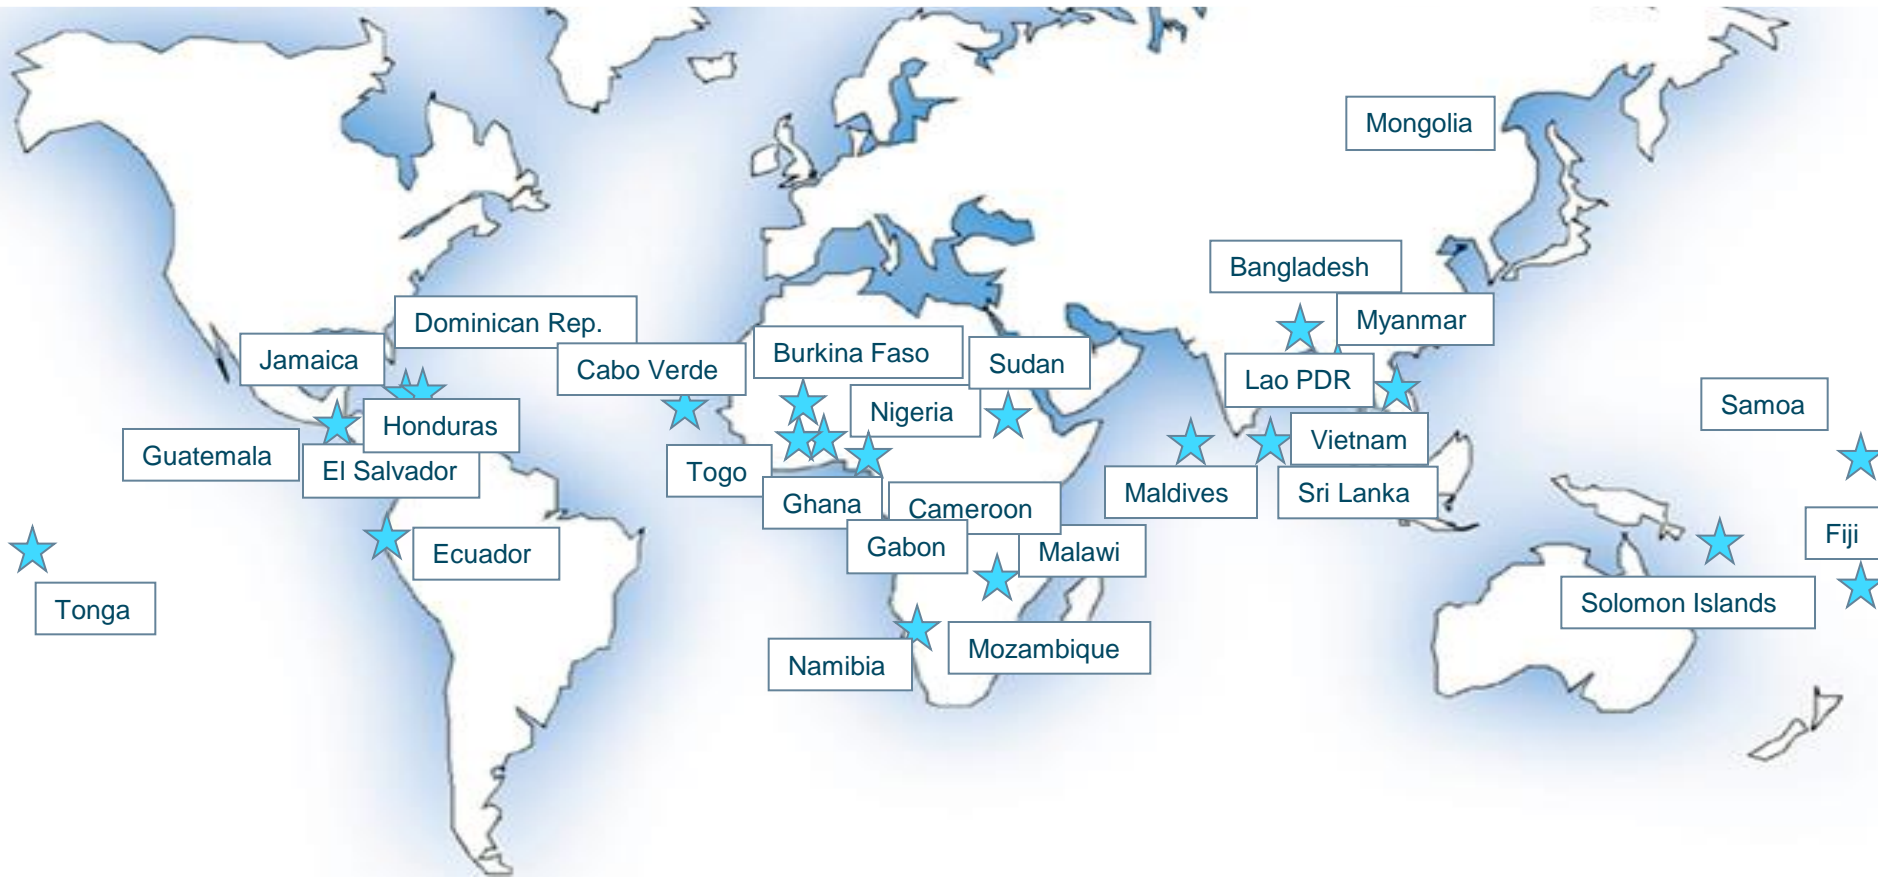 Mongolia
Bangladesh
Myanmar
Dominican Rep.
Jamaica
Cabo Verde
Burkina Faso
Sudan
Lao PDR
Samoa
Nigeria
Honduras
Vietnam
Guatemala
El Salvador
Togo
Ghana
Cameroon
Maldives
Sri Lanka
Fiji
Ecuador
Gabon
Malawi
Tonga
Solomon Islands
Namibia
Mozambique